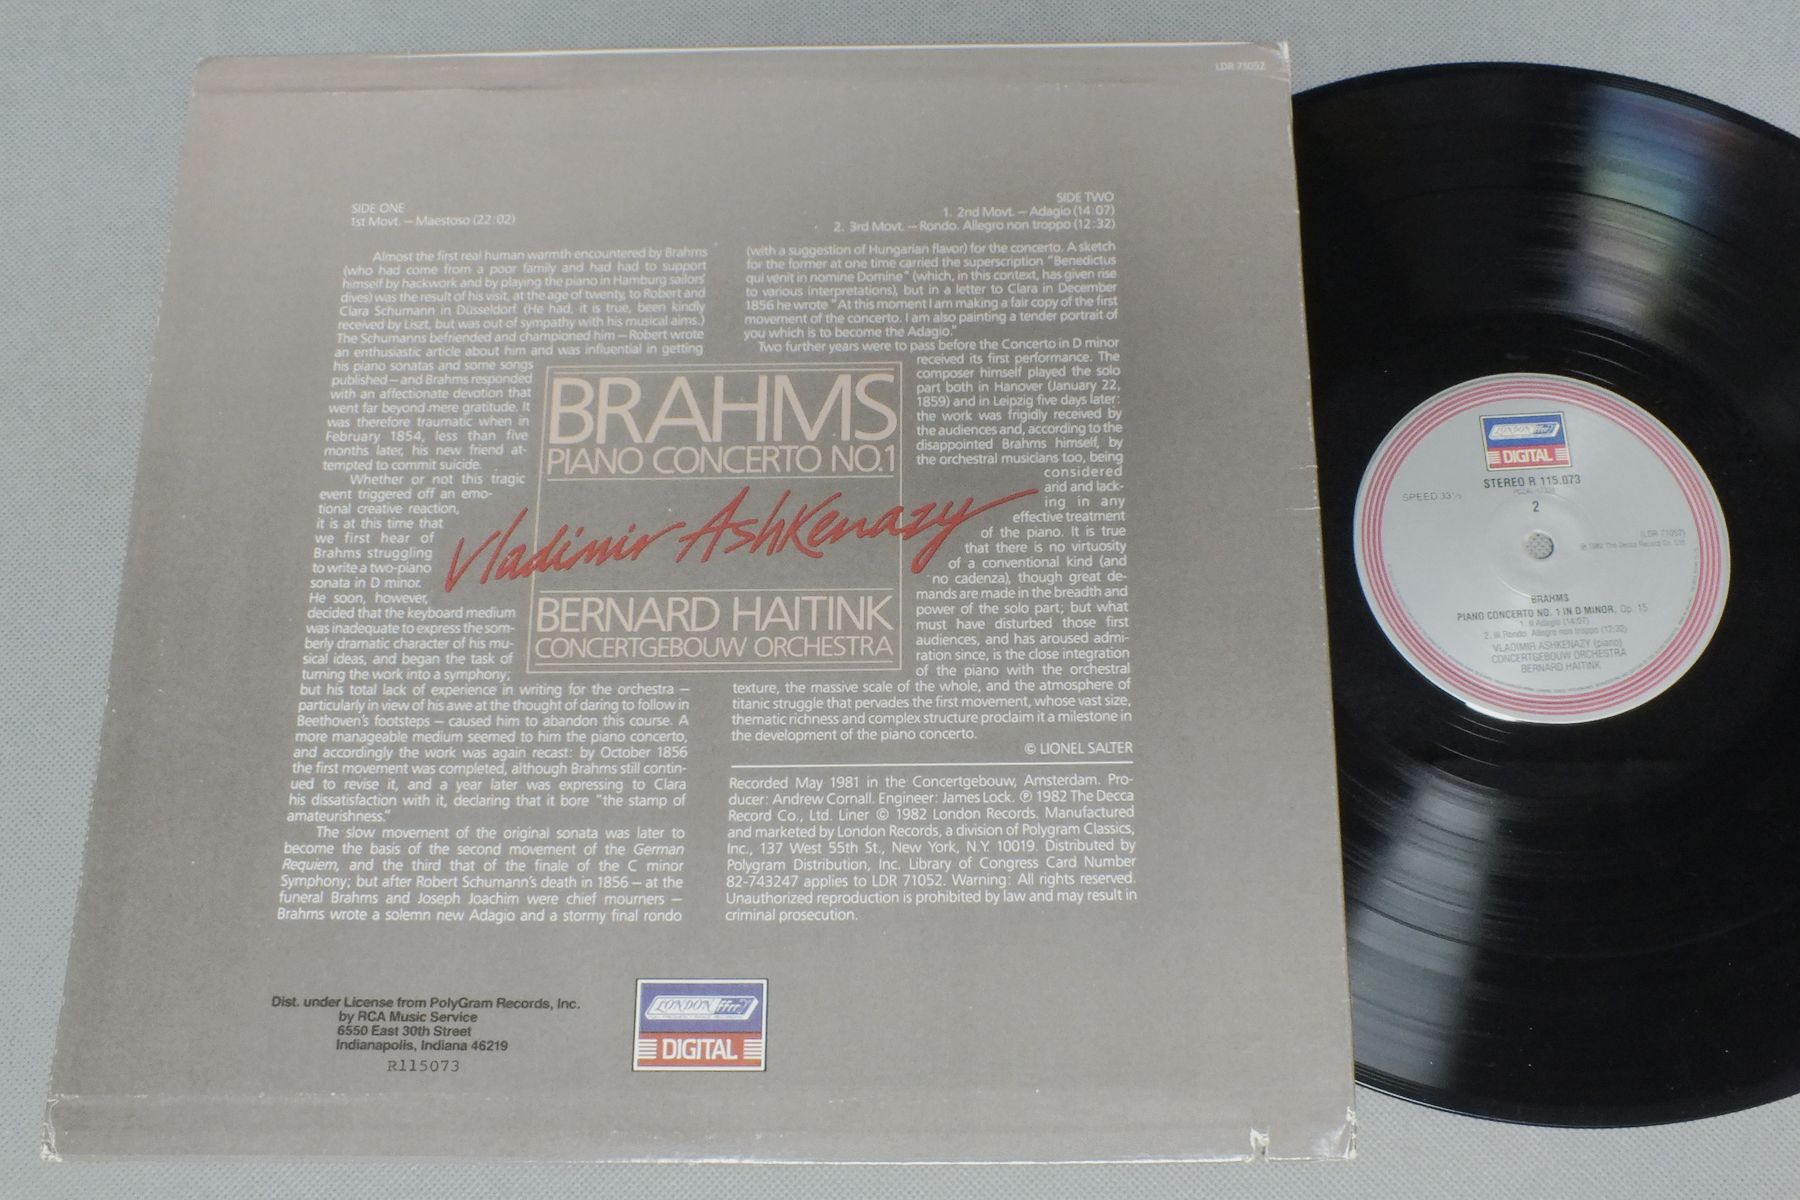 LDR 71052
SIDE ONE
1st Movt. – Maestoso (22:02)
Almost the first real human warmth encountered by Brahms
(who had come from a poor family and had had to support
himself by hackwork and by playing the piano in Hamburg sailors'
dives) was the result of his visit, at the age of twenty, to Robert and
Clara Schumann in Düsseldorf. (He had, it is true, been kindly
received by Liszt, but was out of sympathy with his musical aims.)
The Schumanns befriended and championed him – Robert wrote
an enthusiastic article about him and was influential in getting
his piano sonatas and some songs
published – and Brahms responded
with an affectionate devotion that
went far beyond mere gratitude. It
was therefore traumatic when in
February 1854, less than five
months later, his new friend at-
tempted to commit suicide.
Whether or not this tragic
event triggered off an emo-
tional creative reaction,
it is at this time that
we first hear of
Brahms struggling
to write a two-piano
sonata in D minor.
He soon, however,
decided that the keyboard medium
was inadequate to express the som-
berly dramatic character of his mu-
sical ideas, and began the task of
turning the work into a symphony;
but his total lack of experience in writing for the orchestra –
particularly in view of his awe at the thought of daring to follow in
Beethoven's footsteps – caused him to abandon this course. A
more manageable medium seemed to him the piano concerto,
and accordingly the work was again recast: by October 1856
the first movement was completed, although Brahms still contin-
ued to revise it, and a year later was expressing to Clara
his dissatisfaction with it, declaring that it bore "the stamp of
amateurishness."
The slow movement of the original sonata was later to
become the basis of the second movement of the German
Requiem, and the third that of the finale of the C minor
Symphony; but after Robert Schumann's death in 1856 – at the
funeral Brahms and Joseph Joachim were chief mourners –
Brahms wrote a solemn new Adagio and a stormy final rondo
SIDE TWO
1. 2nd Movt. – Adagio (14:07)
2. 3rd Movt. – Rondo. Allegro non troppo (12:32)
(with a suggestion of Hungarian flavor) for the concerto. A sketch
for the former at one time carried the superscription "Benedictus
qui venit in nomine Domine" (which, in this context, has given rise
to various interpretations), but in a letter to Clara in December
1856 he wrote "At this moment I am making a fair copy of the first
movement of the concerto. I am also painting a tender portrait of
you which is to become the Adagio."
Two further years were to pass before the Concerto in D minor
received its first performance. The
composer himself played the solo
part both in Hanover (January 22,
1859) and in Leipzig five days later:
the work was frigidly received by
the audiences and, according to the
disappointed Brahms himself, by
the orchestral musicians too, being
considered
arid and lack-
ing in any
effective treatment
of the piano. It is true
that there is no virtuosity
of a conventional kind (and
no cadenza), though great de-
mands are made in the breadth and
power of the solo part; but what
must have disturbed those first
audiences, and has aroused admi-
ration since, is the close integration
of the piano with the orchestral
texture, the massive scale of the whole, and the atmosphere of
titanic struggle that pervades the first movement, whose vast size,
thematic richness and complex structure proclaim it a milestone in
the development of the piano concerto.
© LIONEL SALTER
Recorded May 1981 in the Concertgebouw, Amsterdam. Pro-
ducer: Andrew Cornall. Engineer: James Lock. ℗ 1982 The Decca
Record Co., Ltd. Liner © 1982 London Records. Manufactured
and marketed by London Records, a division of Polygram Classics,
Inc., 137 West 55th St., New York, N.Y. 10019. Distributed by
Polygram Distribution, Inc. Library of Congress Card Number
82-743247 applies to LDR 71052. Warning: All rights reserved.
Unauthorized reproduction is prohibited by law and may result in
criminal prosecution.
BRAHMS
PIANO CONCERTO NO.1
Vladimir Ashkenazy
BERNARD HAITINK
CONCERTGEBOUW ORCHESTRA
Dist. under License from PolyGram Records, Inc.
by RCA Music Service
6550 East 30th Street
Indianapolis, Indiana 46219
R115073
LONDON ffrr
DIGITAL
LONDON ffrr
DIGITAL
STEREO R 115.073
SPEED 33⅓
2
(LDR 71052)
℗ 1982 The Decca Record Co. Ltd.
BRAHMS
PIANO CONCERTO NO. 1 IN D MINOR, Op. 15
1. ii Adagio (14:07)
2. iii Rondo. Allegro non troppo (12:32)
VLADIMIR ASHKENAZY (piano)
CONCERTGEBOUW ORCHESTRA
BERNARD HAITINK